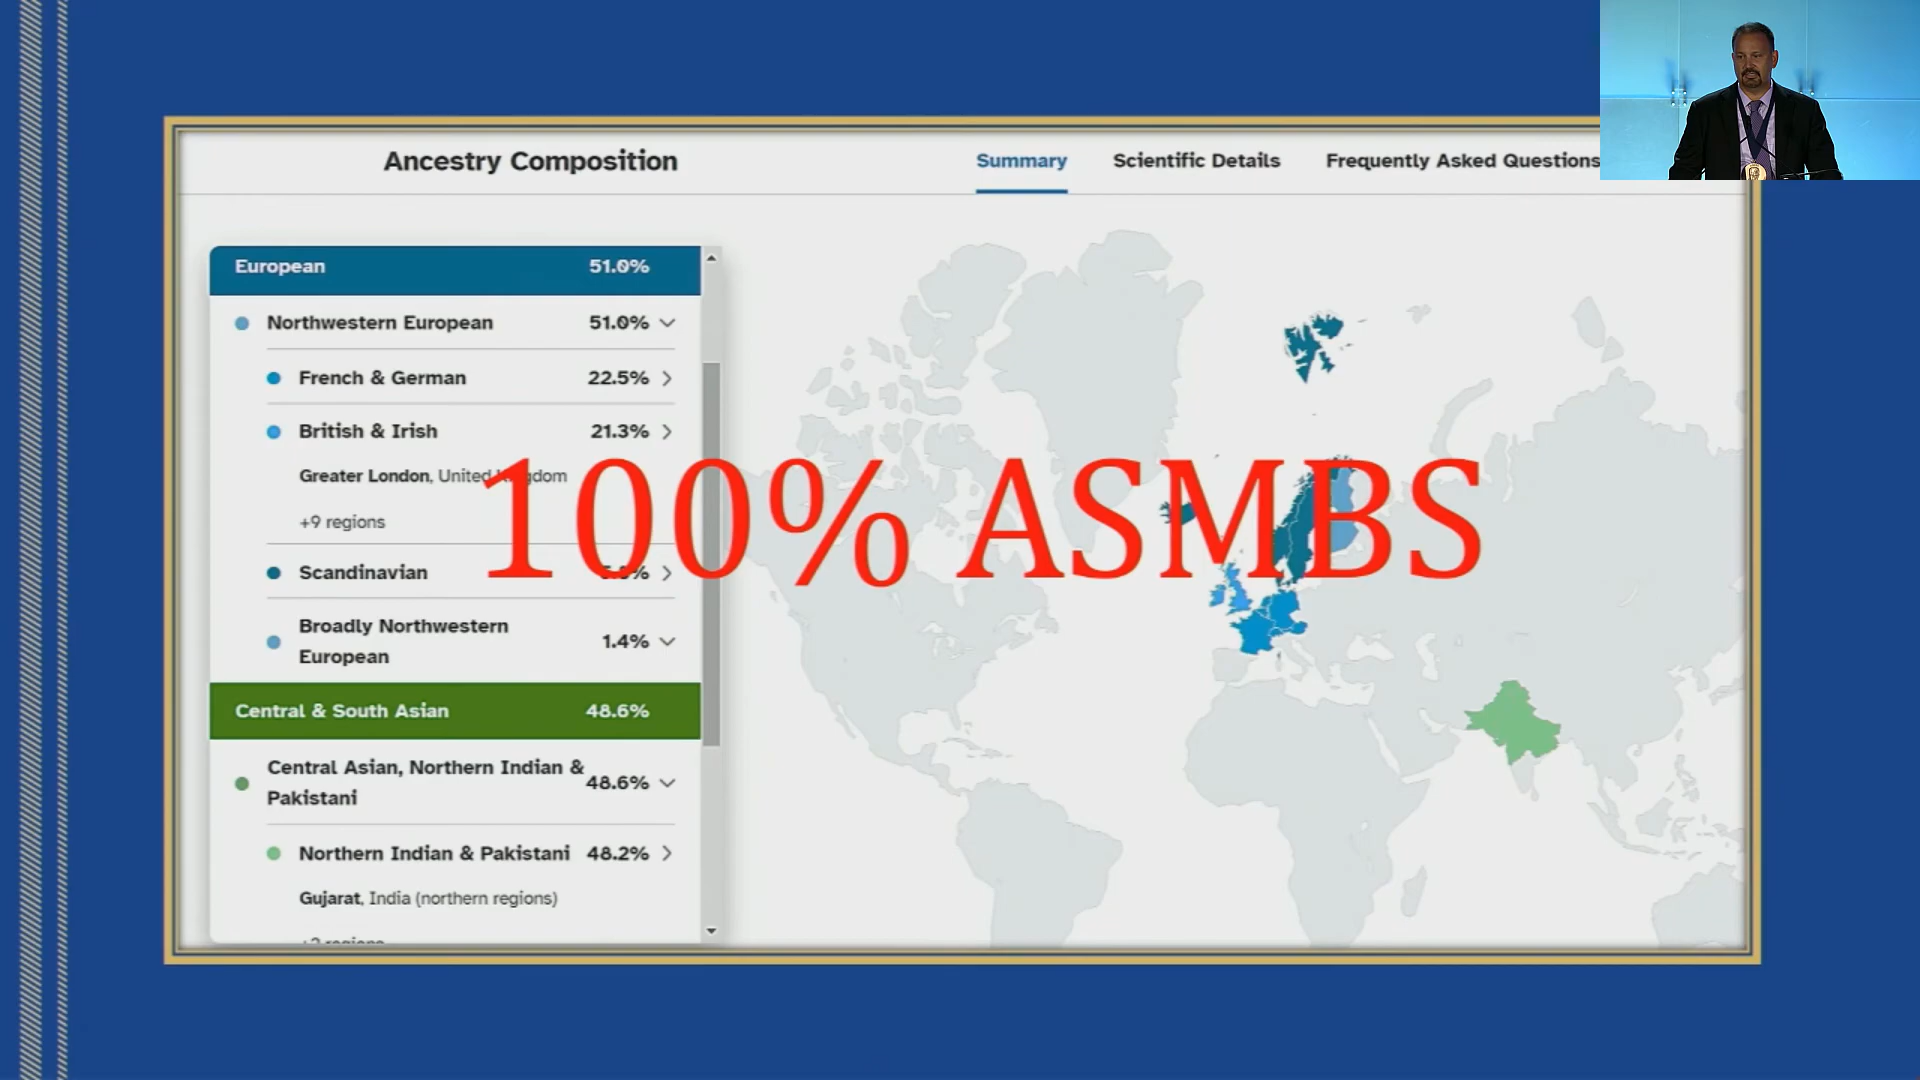 Ancestry Composition
Summary
Scientific Details
Frequently Asked Questions
European 51.0%
Northwestern European 51.0%
French & German 22.5%
British & Irish 21.3%
Greater London, United Kingdom
+9 regions
100% ASMBS
Scandinavian
Broadly Northwestern
European
1.4%
Central & South Asian 48.6%
Central Asian, Northern Indian &
Pakistani
48.6%
Northern Indian & Pakistani 48.2%
Gujarat, India (northern regions)